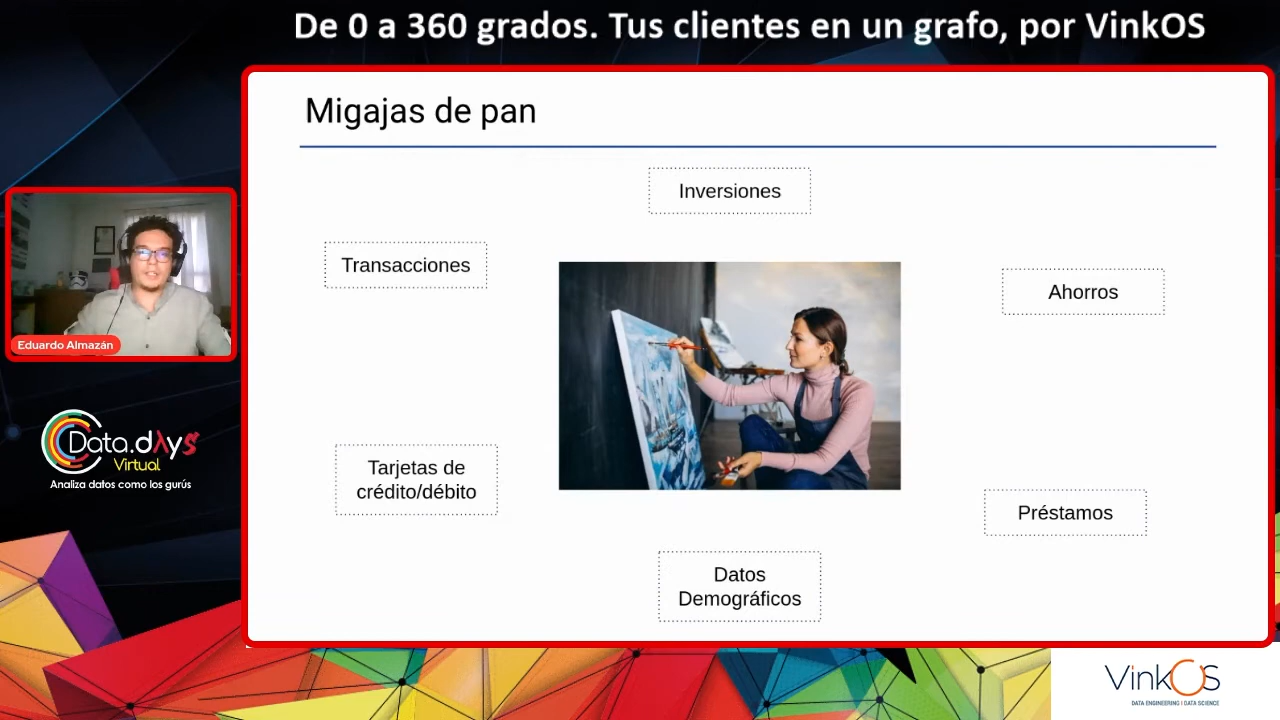 De 0 a 360 grados. Tus clientes en un grafo, por VinkOS
Migajas de pan
Inversiones
Transacciones
Ahorros
Eduardo Almazán
Data.dAys
Virtual
Analiza datos como los gurús
Tarjetas de
crédito/débito
Préstamos
Datos
Demográficos
VinkOS
DATA ENGINEERING | DATA SCIENCE